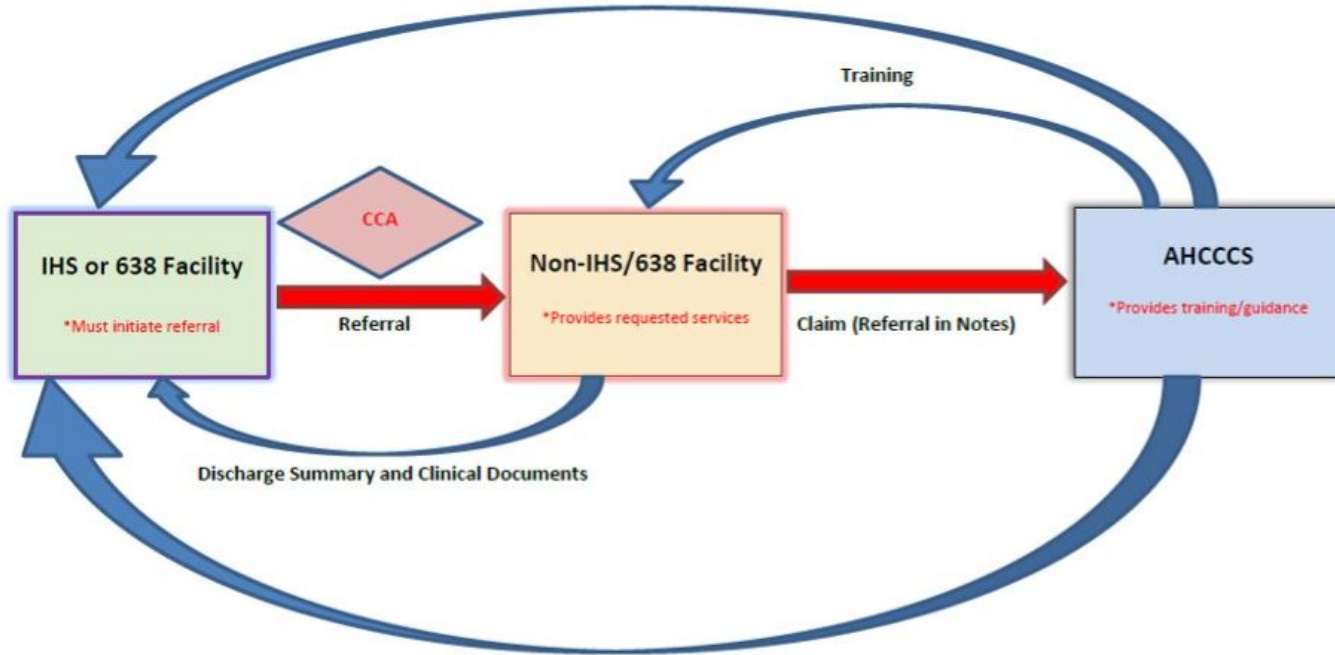 Training
CCA
IHS or 638 Facility
*Must initiate referral
Referral
Non-IHS/638 Facility
*Provides requested services
Claim (Referral in Notes)
AHCCCS
*Provides training/guidance
Discharge Summary and Clinical Documents